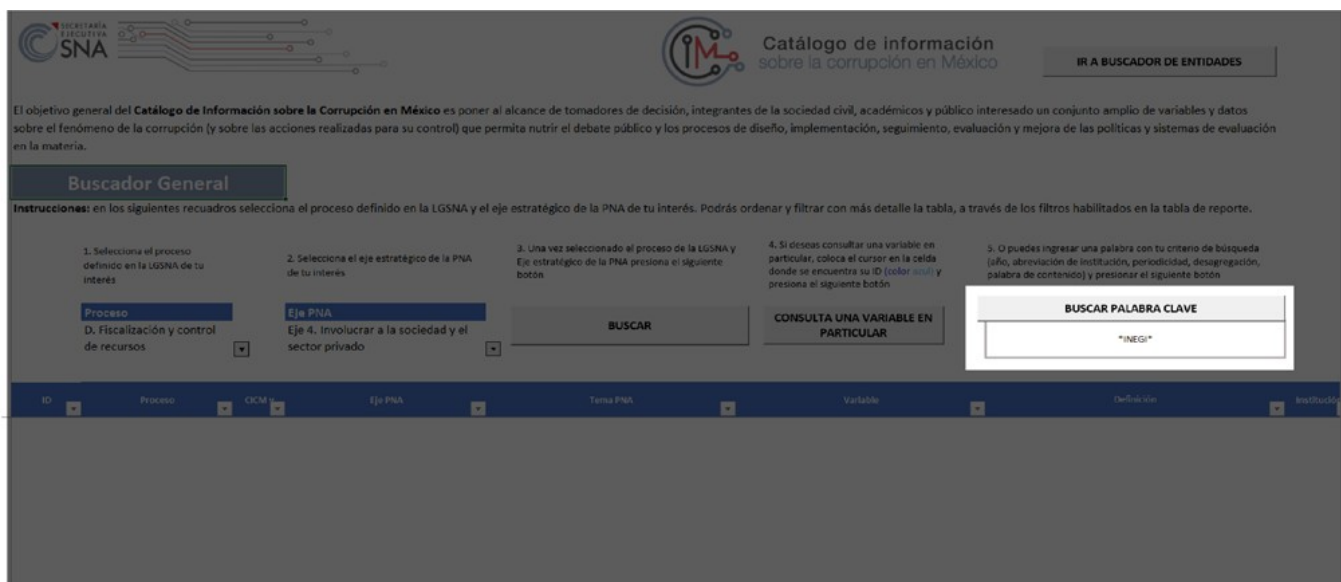 SECRETARÍA
EJECUTIVA
SNA
CIM
Catálogo de información
sobre la corrupción en México
IR A BUSCADOR DE ENTIDADES
El objetivo general del Catálogo de Información sobre la Corrupción en México es poner al alcance de tomadores de decisión, integrantes de la sociedad civil, académicos y público interesado un conjunto amplio de variables y datos
sobre el fenómeno de la corrupción (y sobre las acciones realizadas para su control) que permita nutrir el debate público y los procesos de diseño, implementación, seguimiento, evaluación y mejora de las políticas y sistemas de evaluación
en la materia.
Buscador General
Instrucciones: en los siguientes recuadros selecciona el proceso definido en la LGSNA y el eje estratégico de la PNA de tu interés. Podrás ordenar y filtrar con más detalle la tabla, a través de los filtros habilitados en la tabla de reporte.
1. Selecciona el proceso
definido en la LGSNA de tu
interés
2. Selecciona el eje estratégico de la PNA
de tu interés
3. Una vez seleccionado el proceso de la LGSNA y
Eje estratégico de la PNA presiona el siguiente
botón
4. Si deseas consultar una variable en
particular, coloca el cursor en la celda
donde se encuentra su ID (color azul) y
presiona el siguiente botón
5. O puedes ingresar una palabra con tu criterio de búsqueda
(año, abreviación de institución, periodicidad, desagregación,
palabra de contenido) y presionar el siguiente botón
Proceso
D. Fiscalización y control
de recursos
Eje PNA
Eje 4. Involucrar a la sociedad y el
sector privado
BUSCAR
CONSULTA UNA VARIABLE EN
PARTICULAR
BUSCAR PALABRA CLAVE
*INEGI*
ID Proceso CICM y Eje PNA Tema PNA Variable Definición Institución